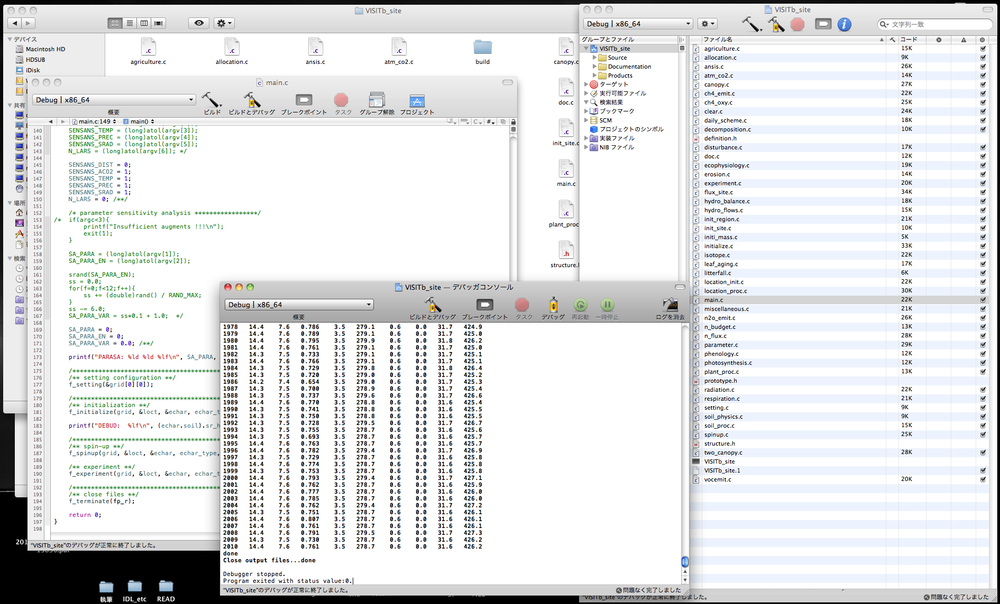 VISITb_site
デバイス
Macintosh HD
HDSUB
iDisk
共有
場所
検索
agriculture.c
allocation.c
ansis.c
atm_co2.c
build
canopy.c
doc.c
init_site.c
main.c
plant_proc
structure.h
main.c
Debug | x86_64
概要
ビルド
ビルドとデバッグ
ブレークポイント
タスク
グループ解除
プロジェクト
main.c:149
main()
140 SENSANS_TEMP = (long)atol(argv[3]);
141 SENSANS_PREC = (long)atol(argv[4]);
142 SENSANS_SRAD = (long)atol(argv[5]);
143 N_LARS = (long)atol(argv[6]); */
144
145 SENSANS_DIST = 0;
146 SENSANS_ACO2 = 1;
147 SENSANS_TEMP = 1;
148 SENSANS_PREC = 1;
149 SENSANS_SRAD = 1;
150 N_LARS = 0; /**/
151
152 /* parameter sensitivity analysis *****************/
153 /* if(argc<3){
154 printf("Insufficient augments !!!\n");
155 exit(1);
156 }
157
158 SA_PARA = (long)atol(argv[1]);
159 SA_PARA_EN = (long)atol(argv[2]);
160
161 srand(SA_PARA_EN);
162 ss = 0.0;
163 for(f=0;f<12;f++){
164 ss += (double)rand() / RAND_MAX;
165 }
166 ss -= 6.0;
167 SA_PARA_VAR = ss*0.1 + 1.0; */
168
169 SA_PARA = 0;
170 SA_PARA_EN = 0;
171 SA_PARA_VAR = 0.0; /**/
172
173 printf("PARASA: %ld %ld %lf\n", SA_PARA,
174
175 /****************************************
176 /** setting configuration **/
177 f_setting(&grid[0][0]);
178
179 /****************************************
180 /** initialization **/
181 f_initialize(grid, &loct, &echar, echar_t
182
183 printf("DEBUD: %lf\n", (echar.soil).sr_h
184
185 /****************************************
186 /** spin-up **/
187 f_spinup(grid, &loct, &echar, echar_type,
188
189 /** experiment **/
190 f_experiment(grid, &loct, &echar, echar_t
191
192 /****************************************
193 /** close files **/
194 f_terminate(fp_r);
195
196 return 0;
197 }
198
"VISITb_site"のデバッグが正常に終了しました。
VISITb_site — デバッガコンソール
Debug | x86_64
概要
ビルドとデバッグ
ブレークポイント
タスク
デバッグ
再起動
一時停止
ログを消去
1978 14.4 7.6 0.786 3.5 279.1 0.6 0.0 31.7 424.9
1979 14.4 7.6 0.789 3.5 279.1 0.6 0.0 31.7 425.0
1980 14.4 7.6 0.795 3.5 279.9 0.6 0.0 31.8 426.2
1981 14.4 7.6 0.761 3.5 279.1 0.6 0.0 31.7 425.0
1982 14.3 7.5 0.733 3.5 279.1 0.6 0.0 31.7 425.1
1983 14.4 7.6 0.766 3.5 279.1 0.6 0.0 31.7 425.1
1984 14.3 7.5 0.729 3.5 279.8 0.6 0.0 31.8 426.4
1985 14.3 7.5 0.720 3.5 279.0 0.6 0.0 31.7 425.2
1986 14.2 7.4 0.654 3.5 279.0 0.6 0.0 31.7 425.3
1987 14.3 7.5 0.700 3.5 278.9 0.6 0.0 31.7 425.4
1988 14.3 7.5 0.737 3.5 279.6 0.6 0.0 31.7 426.6
1989 14.4 7.6 0.770 3.5 278.8 0.6 0.0 31.6 425.4
1990 14.3 7.5 0.741 3.5 278.8 0.6 0.0 31.6 425.5
1991 14.3 7.5 0.750 3.5 278.8 0.6 0.0 31.6 425.5
1992 14.3 7.5 0.728 3.5 279.5 0.6 0.0 31.7 426.7
1993 14.3 7.5 0.755 3.5 278.7 0.6 0.0 31.6 425.6
1994 14.3 7.5 0.693 3.5 278.7 0.6 0.0 31.6 425.7
1995 14.4 7.6 0.763 3.5 278.7 0.6 0.0 31.6 425.7
1996 14.4 7.6 0.782 3.5 279.4 0.6 0.0 31.7 426.9
1997 14.3 7.5 0.729 3.5 278.7 0.6 0.0 31.6 425.8
1998 14.4 7.6 0.774 3.5 278.7 0.6 0.0 31.6 425.8
1999 14.3 7.5 0.753 3.5 278.7 0.6 0.0 31.6 425.8
2000 14.4 7.6 0.793 3.5 279.4 0.6 0.0 31.7 427.1
2001 14.4 7.6 0.762 3.5 278.7 0.6 0.0 31.6 425.9
2002 14.4 7.6 0.777 3.5 278.7 0.6 0.0 31.6 426.0
2003 14.4 7.6 0.785 3.5 278.7 0.6 0.0 31.6 426.0
2004 14.4 7.6 0.762 3.5 279.4 0.6 0.0 31.7 427.2
2005 14.3 7.5 0.751 3.5 278.7 0.6 0.0 31.6 426.1
2006 14.4 7.6 0.807 3.5 278.7 0.6 0.0 31.6 426.1
2007 14.4 7.6 0.761 3.5 278.7 0.6 0.0 31.6 426.1
2008 14.4 7.6 0.791 3.5 279.5 0.6 0.0 31.7 427.3
2009 14.3 7.5 0.730 3.5 278.7 0.6 0.0 31.6 426.2
2010 14.4 7.6 0.761 3.5 278.7 0.6 0.0 31.6 426.2
done
Close output files...done
Debugger stopped.
Program exited with status value:0.
"VISITb_site"のデバッグが正常に終了しました。
問題なく完了しました
VISITb_site
Debug | x86_64
文字列一致
グループとファイル
VISITb_site
Source
Documentation
Products
ターゲット
実行可能ファイル
検索結果
ブックマーク
SCM
プロジェクトのシンボル
実装ファイル
NIB ファイル
ファイル名 コード
agriculture.c 15K
allocation.c 9K
ansis.c 26K
atm_co2.c 14K
canopy.c 27K
ch4_emit.c 22K
ch4_oxy.c 25K
clear.c 24K
daily_scheme.c 18K
decomposition.c 10K
definition.h
disturbance.c 17K
doc.c 12K
ecophysiology.c 19K
erosion.c 14K
experiment.c 20K
flux_site.c 34K
hydro_balance.c 18K
hydro_flows.c 15K
init_region.c 21K
init_site.c 10K
initi_mass.c 5K
initialize.c 33K
isotope.c 22K
leaf_aging.c 17K
litterfall.c 6K
location_init.c 22K
location_proc.c 30K
main.c 22K
miscellaneous.c 21K
n2o_emit.c 26K
n_budget.c 13K
n_flux.c 28K
parameter.c 29K
phenology.c 12K
photosynthesis.c 12K
plant_proc.c 13K
prototype.h
radiation.c 22K
respiration.c 21K
setting.c 9K
soil_physics.c 9K
soil_proc.c 15K
spinup.c 25K
structure.h
two_canopy.c 28K
VISITb_site
VISITb_site.1
vocemit.c 20K
問題なく完了しました
201
執筆
IDL_etc
READ